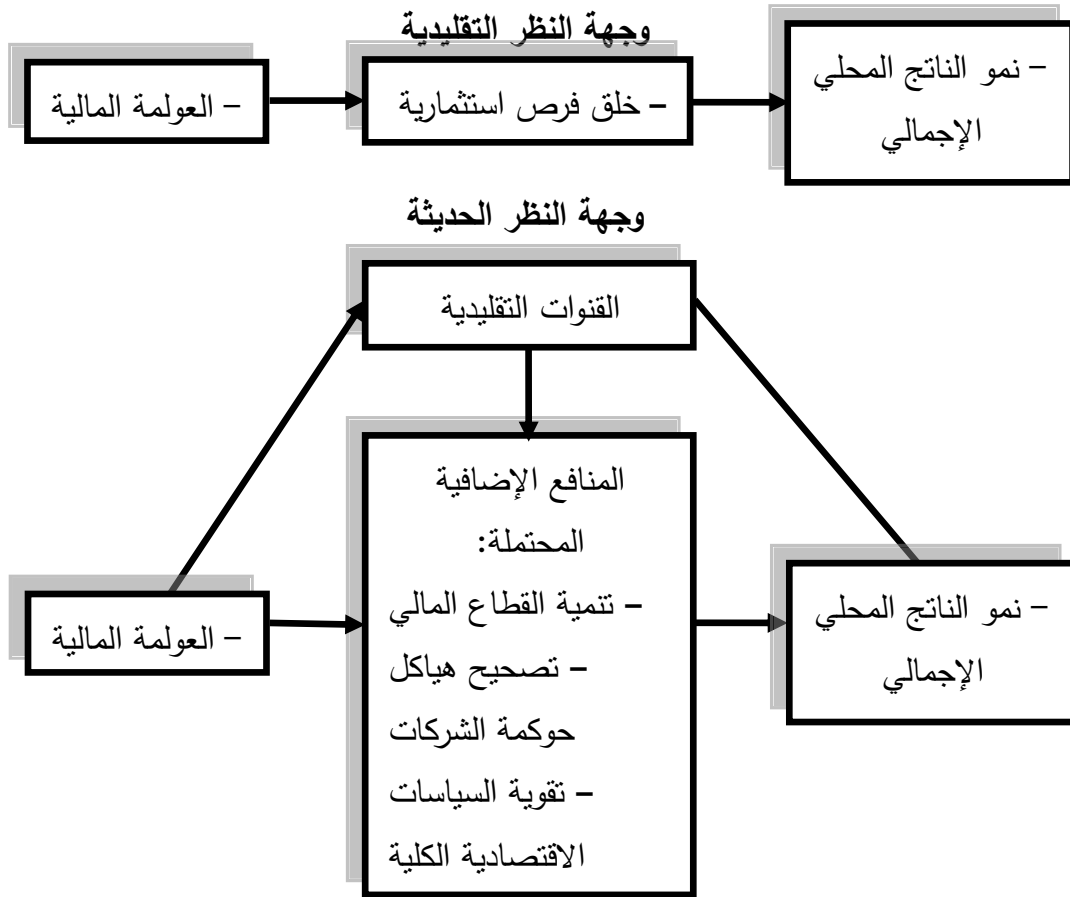 وجهة النظر التقليدية
– العولمة المالية
– خلق فرص استثمارية
– نمو الناتج المحلي
الإجمالي
وجهة النظر الحديثة
القنوات التقليدية
– العولمة المالية
المنافع الإضافية
المحتملة:
– تنمية القطاع المالي
– تصحيح هياكل
حوكمة الشركات
– تقوية السياسات
الاقتصادية الكلية
– نمو الناتج المحلي
الإجمالي